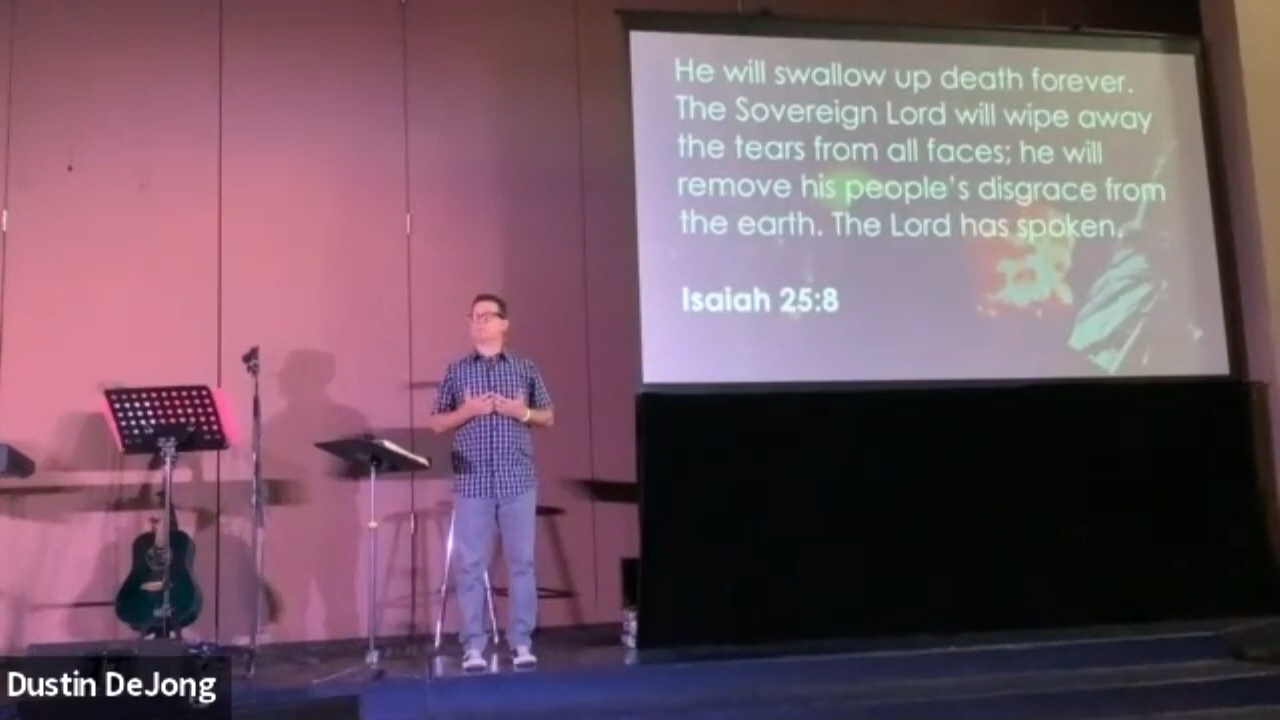 He will swallow up death forever.
The Sovereign Lord will wipe away
the tears from all faces; he will
remove his people's disgrace from
the earth. The Lord has spoken.
Isaiah 25:8
Dustin DeJong